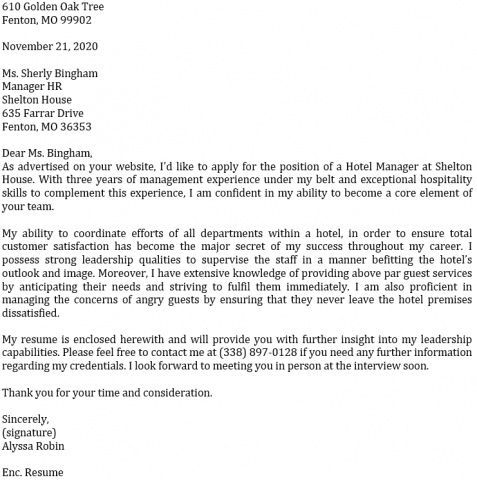 610 Golden Oak Tree
Fenton, MO 99902
November 21, 2020
Ms. Sherly Bingham
Manager HR
Shelton House
635 Farrar Drive
Fenton, MO 36353
Dear Ms. Bingham,
As advertised on your website, I'd like to apply for the position of a Hotel Manager at Shelton
House. With three years of management experience under my belt and exceptional hospitality
skills to complement this experience, I am confident in my ability to become a core element of
your team.
My ability to coordinate efforts of all departments within a hotel, in order to ensure total
customer satisfaction has become the major secret of my success throughout my career. I
possess strong leadership qualities to supervise the staff in a manner befitting the hotel's
outlook and image. Moreover, I have extensive knowledge of providing above par guest services
by anticipating their needs and striving to fulfil them immediately. I am also proficient in
managing the concerns of angry guests by ensuring that they never leave the hotel premises
dissatisfied.
My resume is enclosed herewith and will provide you with further insight into my leadership
capabilities. Please feel free to contact me at (338) 897-0128 if you need any further information
regarding my credentials. I look forward to meeting you in person at the interview soon.
Thank you for your time and consideration.
Sincerely,
(signature)
Alyssa Robin
Enc. Resume